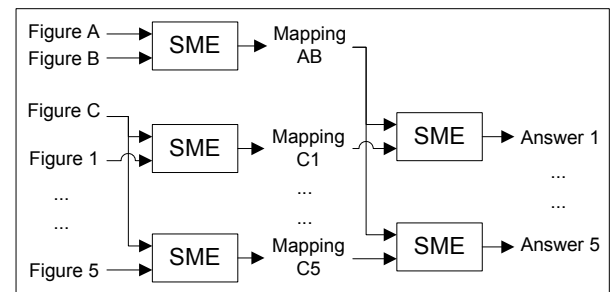 Figure A
Figure B
SME
Mapping
AB
Figure C
Figure 1
SME
Mapping
C1
SME
Answer 1
...
...
...
...
...
...
Figure 5
SME
Mapping
C5
SME
Answer 5